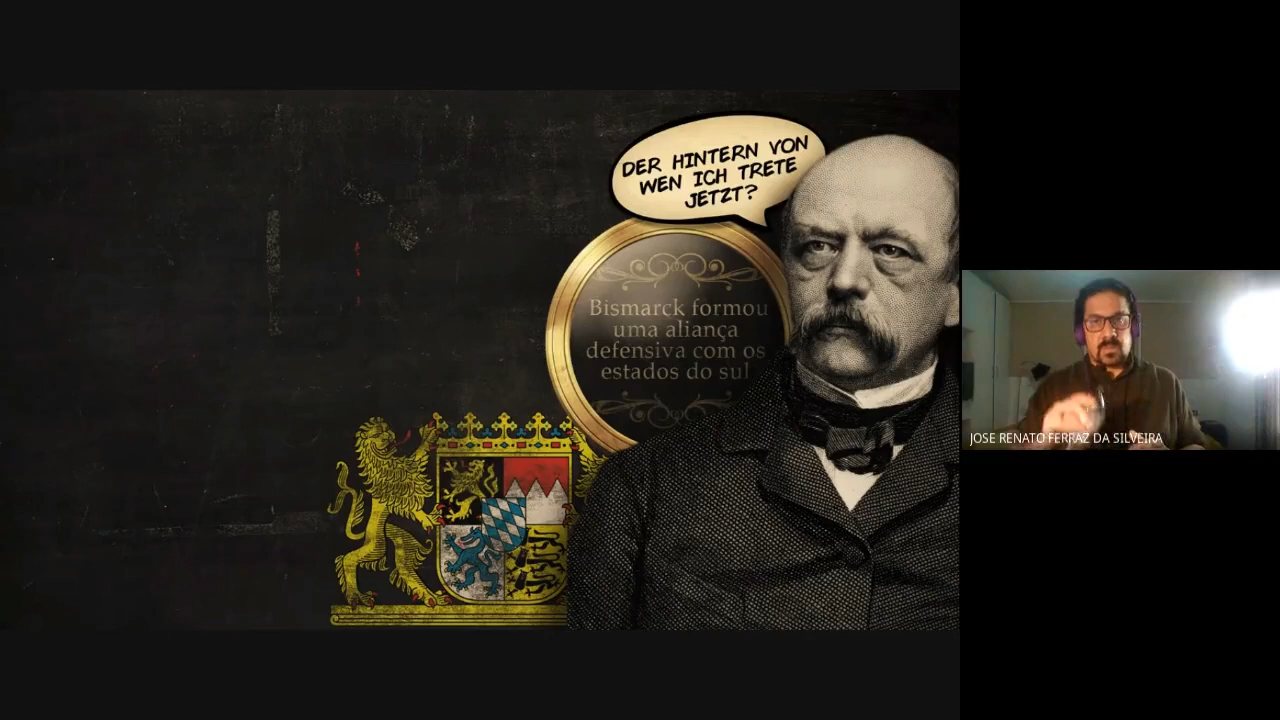 DER HINTERN VON
WEN ICH TRETE
JETZT?
Bismarck formou
uma aliança
defensiva com os
estados do sul
JOSE RENATO FERRAZ DA SILVEIRA